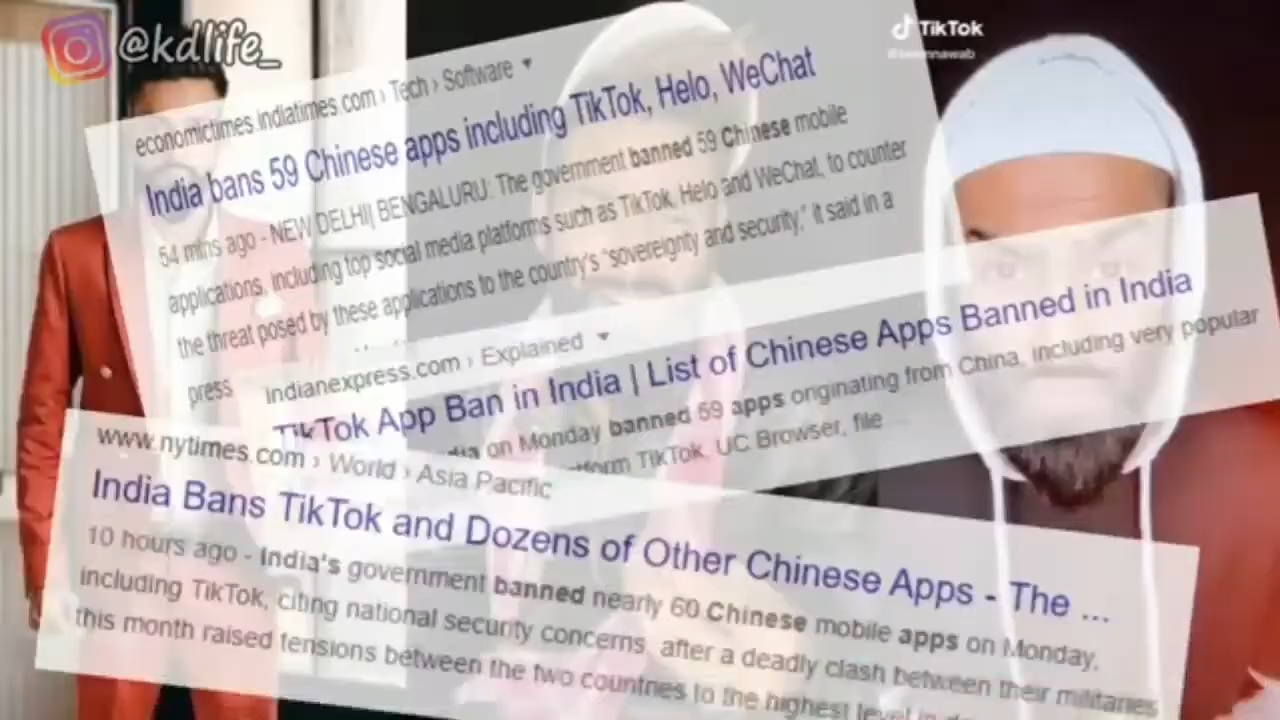 @kdlife_
TikTok
economictimes.indiatimes.com › Tech › Software
India bans 59 Chinese apps including TikTok, Helo, WeChat
54 mins ago - NEW DELHI| BENGALURU: The government banned 59 Chinese mobile
applications, including top social media platforms such as TikTok, Helo and WeChat, to counter
the threat posed by these applications to the country's "sovereignty and security," it said in a
press
indianexpress.com › Explained
TikTok App Ban in India | List of Chinese Apps Banned in India
on Monday banned 59 apps originating from China, including very popular
TikTok, UC Browser, file
www.nytimes.com › World › Asia Pacific
India Bans TikTok and Dozens of Other Chinese Apps - The ...
10 hours ago - India's government banned nearly 60 Chinese mobile apps on Monday,
including TikTok, citing national security concerns, after a deadly clash between their militaries
this month raised tensions between the two countries to the highest level in